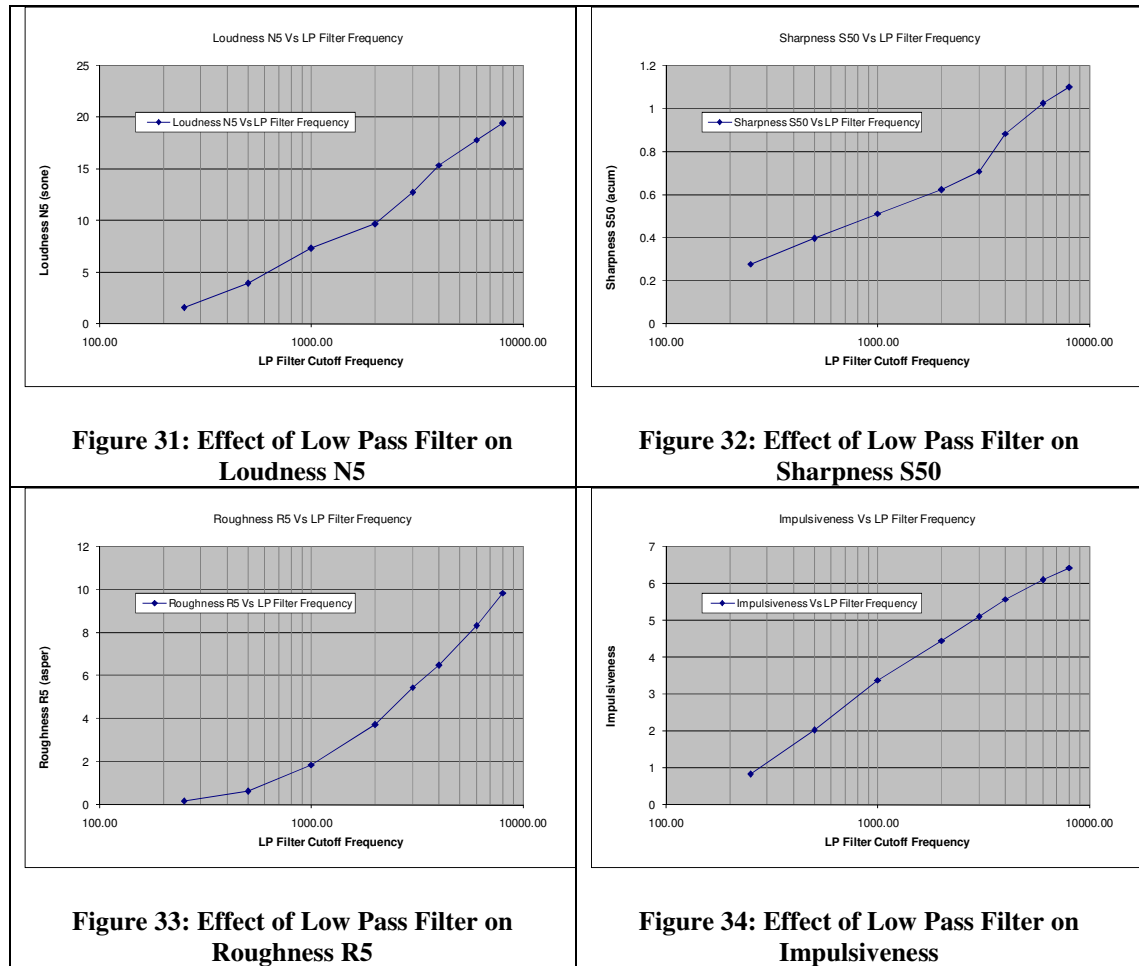 Loudness N5 Vs LP Filter Frequency
25
20
15
10
5
0
100.00 1000.00 10000.00
Loudness N5 (sone)
LP Filter Cutoff Frequency
Loudness N5 Vs LP Filter Frequency
Figure 31: Effect of Low Pass Filter on
Loudness N5
Sharpness S50 Vs LP Filter Frequency
1.2
1
0.8
0.6
0.4
0.2
0
100.00 1000.00 10000.00
Sharpness S50 (acum)
LP Filter Cutoff Frequency
Sharpness S50 Vs LP Filter Frequency
Figure 32: Effect of Low Pass Filter on
Sharpness S50
Roughness R5 Vs LP Filter Frequency
12
10
8
6
4
2
0
100.00 1000.00 10000.00
Roughness R5 (asper)
LP Filter Cutoff Frequency
Roughness R5 Vs LP Filter Frequency
Figure 33: Effect of Low Pass Filter on
Roughness R5
Impulsiveness Vs LP Filter Frequency
7
6
5
4
3
2
1
0
100.00 1000.00 10000.00
Impulsiveness
LP Filter Cutoff Frequency
Impulsiveness Vs LP Filter Frequency
Figure 34: Effect of Low Pass Filter on
Impulsiveness